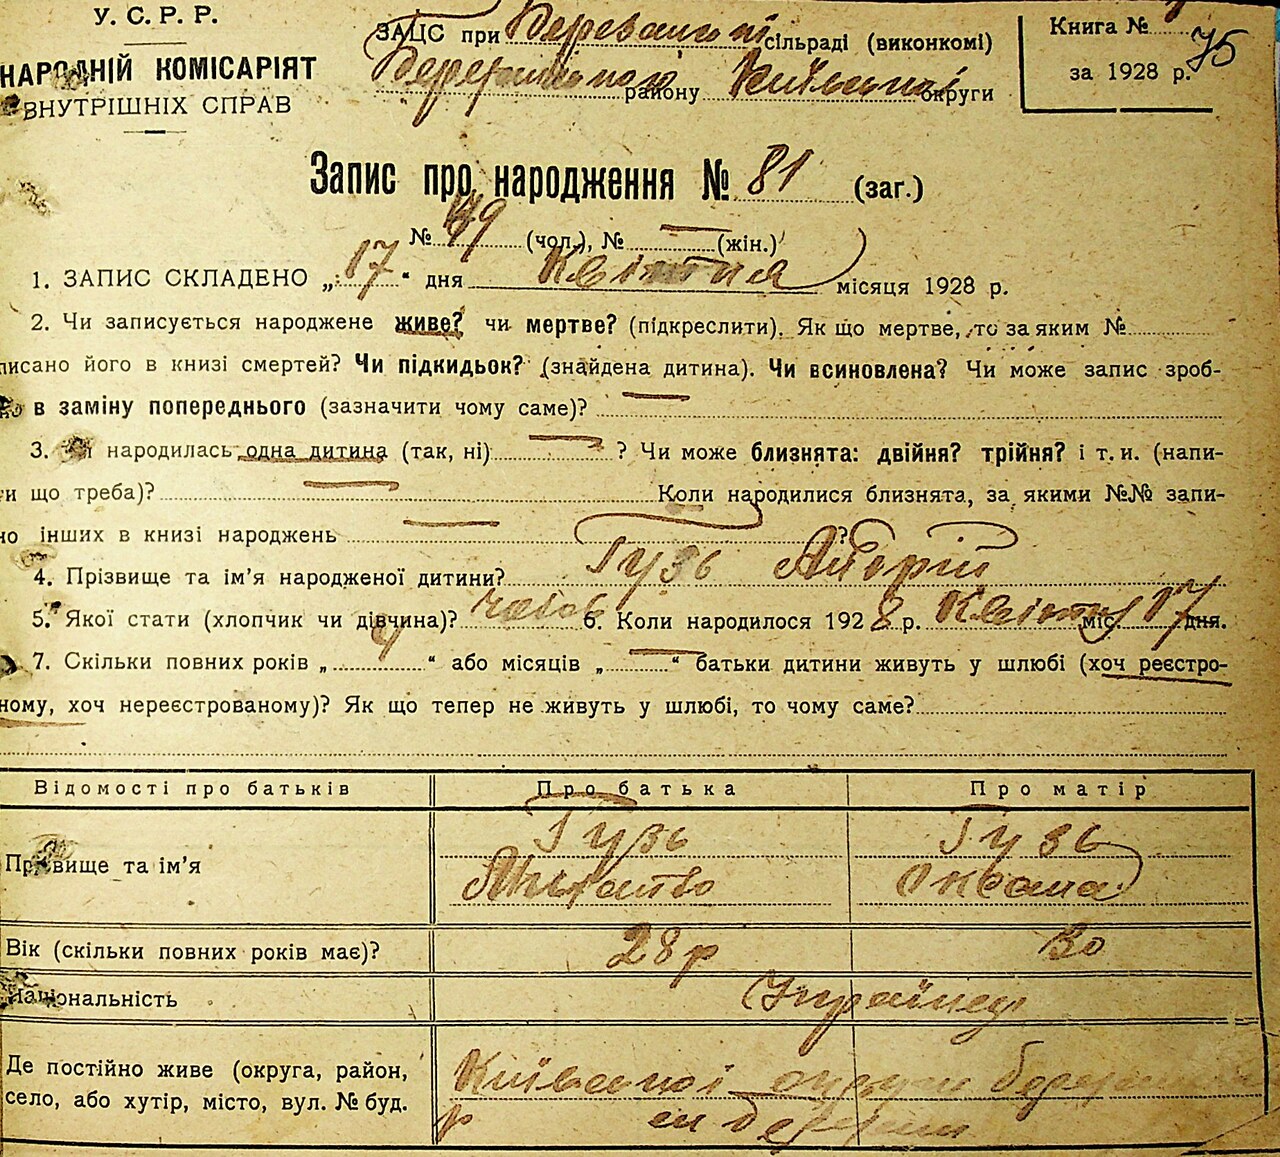 У. С. Р. Р.
НАРОДНІЙ КОМІСАРІЯТ
ВНУТРІШНІХ СПРАВ
ЗАЦС при сільраді (виконкомі)
району Київської округи
Книга № 75
за 1928 р.
Запис про народження № 81 (заг.)
№ 49 (чол.), № — (жін.)
1. ЗАПИС СКЛАДЕНО „17“ дня Квітня місяця 1928 р.
2. Чи записується народжене живе? чи мертве? (підкреслити). Як що мертве, то за яким №
писано його в книзі смертей? Чи підкидьок? (знайдена дитина). Чи всиновлена? Чи може запис зроб-
но в заміну попереднього (зазначити чому саме)? —
3. народилась одна дитина (так, ні) — ? Чи може близнята: двійня? трійня? і т. и. (напи-
ти що треба)? — Коли народилися близнята, за якими №№ запи-
но інших в книзі народжень — ?
4. Прізвище та ім’я народженої дитини? Гузь
5. Якої стати (хлопчик чи дівчина)? 6. Коли народилося 1928 р. Квітня міс. 17 дня.
7. Скільки повних років „4“ або місяців „—“ батьки дитини живуть у шлюбі (хоч реєстро-
ному, хоч нереєстрованому)? Як що тепер не живуть у шлюбі, то чому саме?
Відомості про батьків Про батька Про матір
Прізвище та ім’я Гузь Гузь
Оксана
Вік (скільки повних років має)? 28 р 30
Національність Українці
Де постійно живе (округа, район, Київської округи
село, або хутір, місто, вул. № буд. р